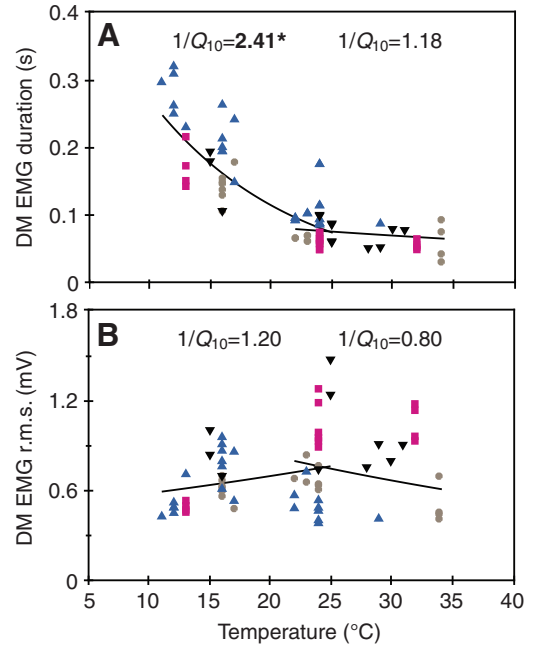 A
1/Q10=2.41* 1/Q10=1.18
DM EMG duration (s)
0.4
0.3
0.2
0.1
0
B
1/Q10=1.20 1/Q10=0.80
DM EMG r.m.s. (mV)
1.8
1.2
0.6
0
5 10 15 20 25 30 35 40
Temperature (°C)